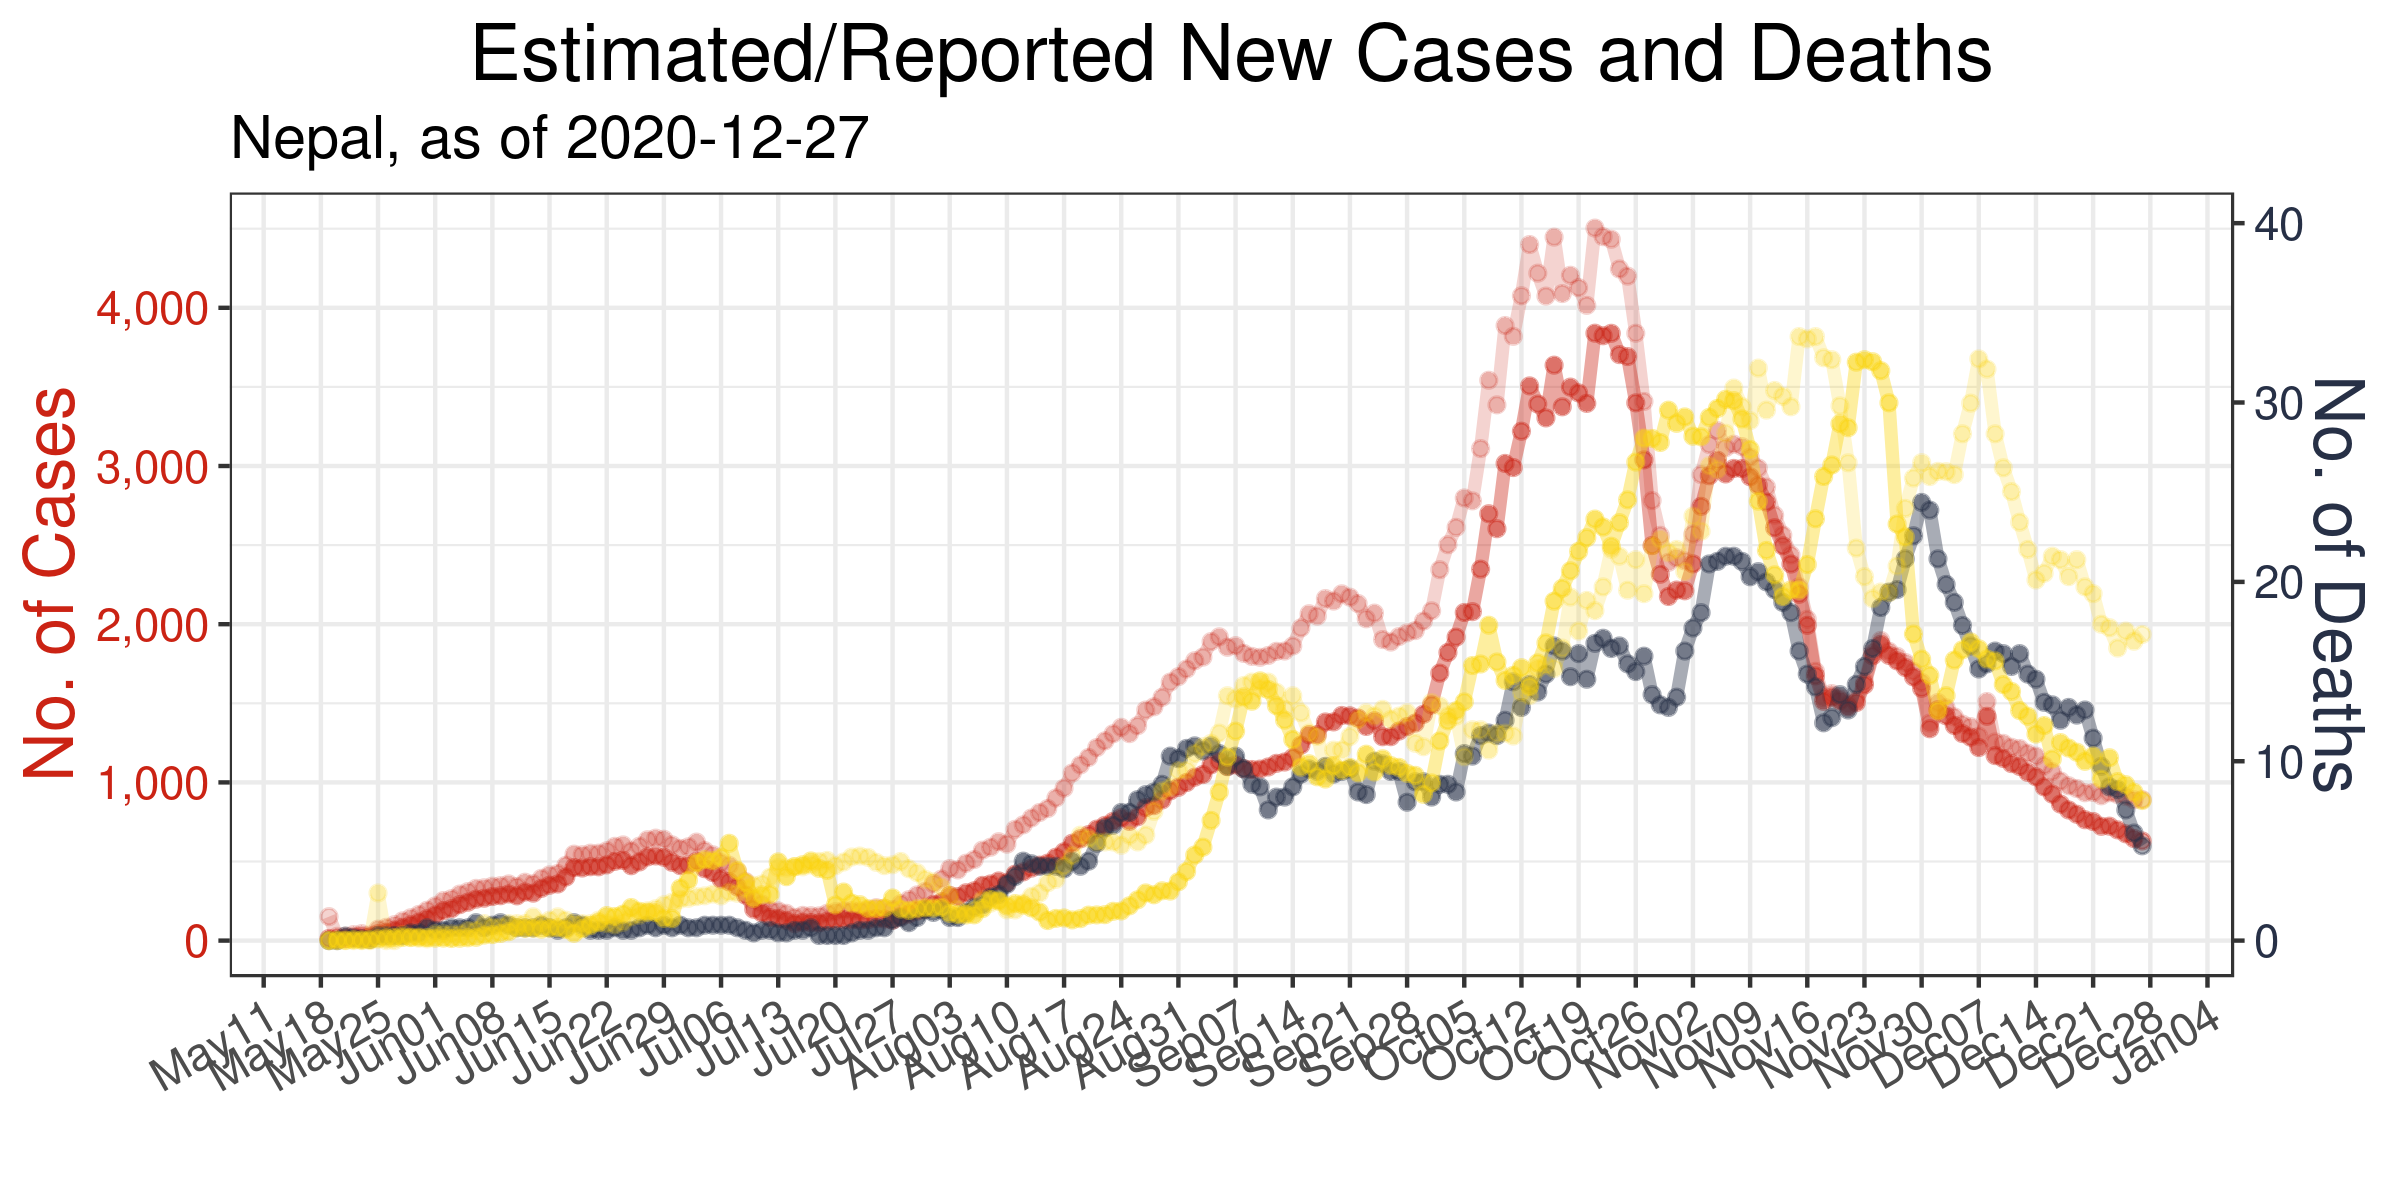 Estimated/Reported New Cases and Deaths
Nepal, as of 2020-12-27
No. of Cases
4,000
3,000
2,000
1,000
0
No. of Deaths
40
30
20
10
0
May11 May18 May25 Jun01 Jun08 Jun15 Jun22 Jun29 Jul06 Jul13 Jul20 Jul27 Aug03 Aug10 Aug17 Aug24 Aug31 Sep07 Sep14 Sep21 Sep28 Oct05 Oct12 Oct19 Oct26 Nov02 Nov09 Nov16 Nov23 Nov30 Dec07 Dec14 Dec21 Dec28 Jan04